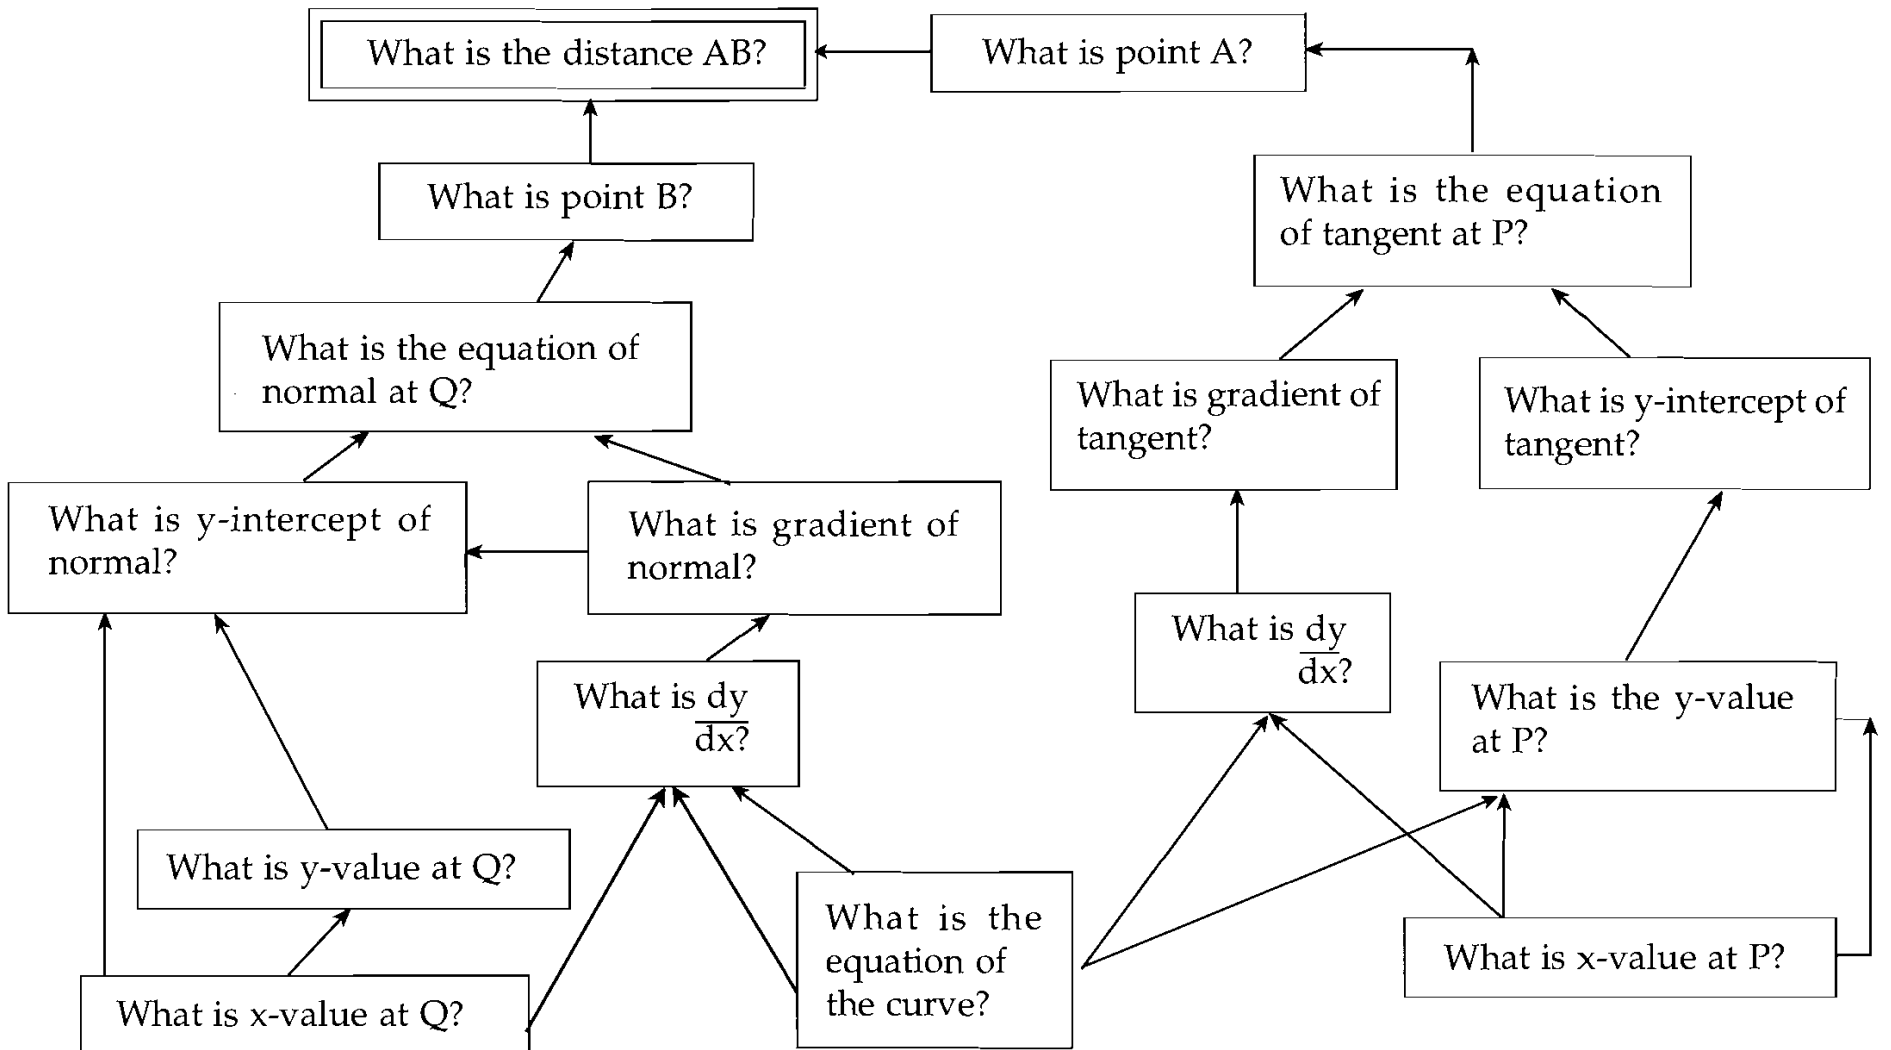 What is the distance AB?
What is point A?
What is point B?
What is the equation
of tangent at P?
What is the equation of
normal at Q?
What is gradient of
tangent?
What is y-intercept of
tangent?
What is y-intercept of
normal?
What is gradient of
normal?
What is dy
dx?
What is dy
dx?
What is the y-value
at P?
What is y-value at Q?
What is the
equation of
the curve?
What is x-value at P?
What is x-value at Q?